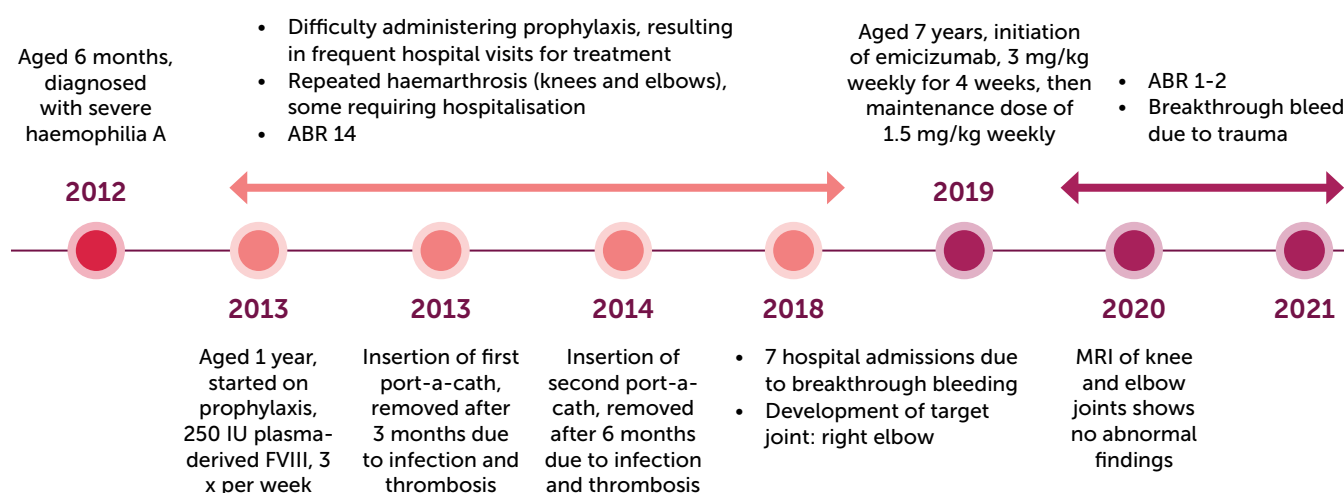 Aged 6 months,
diagnosed
with severe
haemophilia A
2012
• Difficulty administering prophylaxis, resulting
in frequent hospital visits for treatment
• Repeated haemarthrosis (knees and elbows),
some requiring hospitalisation
• ABR 14
Aged 7 years, initiation
of emicizumab, 3 mg/kg
weekly for 4 weeks, then
maintenance dose of
1.5 mg/kg weekly
2019
• ABR 1-2
• Breakthrough bleed
due to trauma
2013
Aged 1 year,
started on
prophylaxis,
250 IU plasma-
derived FVIII, 3
x per week
2013
Insertion of first
port-a-cath,
removed after
3 months due
to infection and
thrombosis
2014
Insertion of
second port-a-
cath, removed
after 6 months
due to infection
and thrombosis
2018
• 7 hospital admissions due
to breakthrough bleeding
• Development of target
joint: right elbow
2020
MRI of knee
and elbow
joints shows
no abnormal
findings
2021